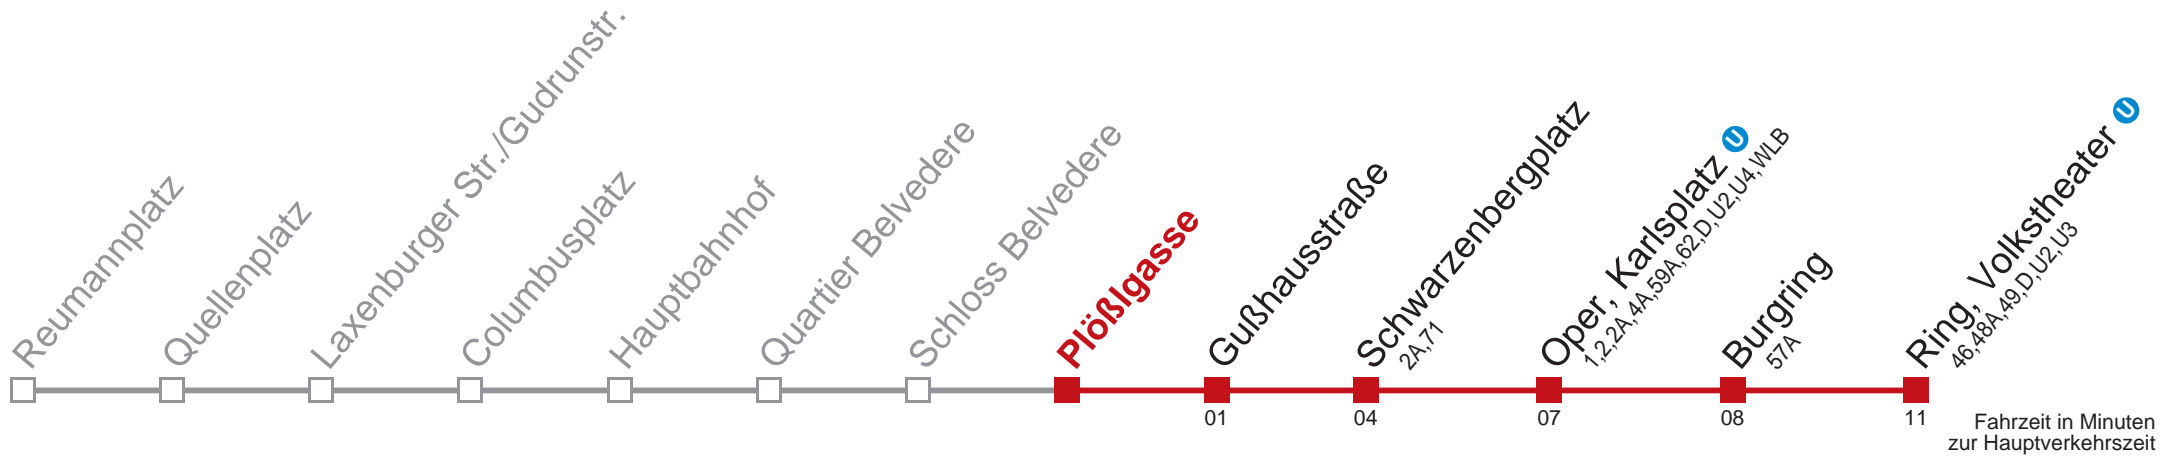 Reumannplatz
Quellenplatz
Laxenburger Str./Gudrunstr.
Columbusplatz
Hauptbahnhof
Quartier Belvedere
Schloss Belvedere
Plößlgasse
Gußhausstraße
01
Schwarzenbergplatz
2A,71
04
Oper, Karlsplatz U
1,2,2A,4A,59A,62,D,U2,U4,WLB
07
Burgring
57A
08
Ring, Volkstheater U
46,48A,49,D,U2,U3
11
Fahrzeit in Minuten
zur Hauptverkehrszeit